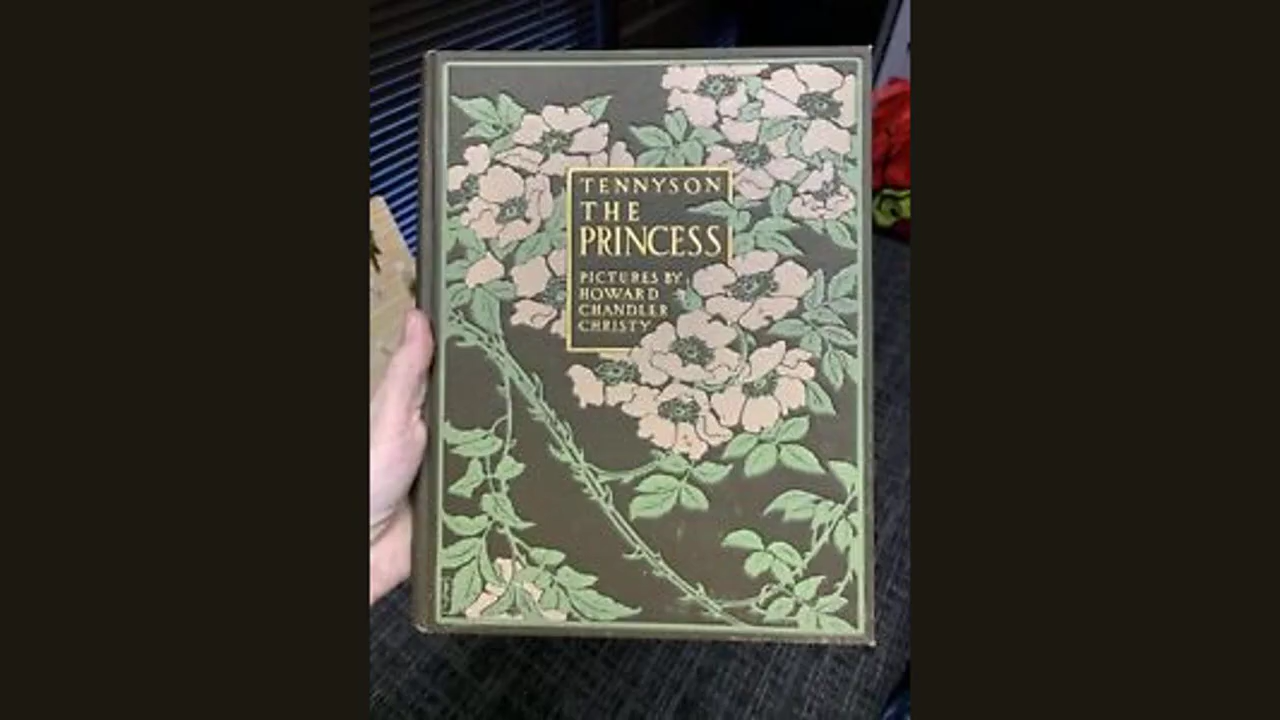 TENNYSON
THE
PRINCESS
PICTURES BY
HOWARD
CHANDLER
CHRISTY